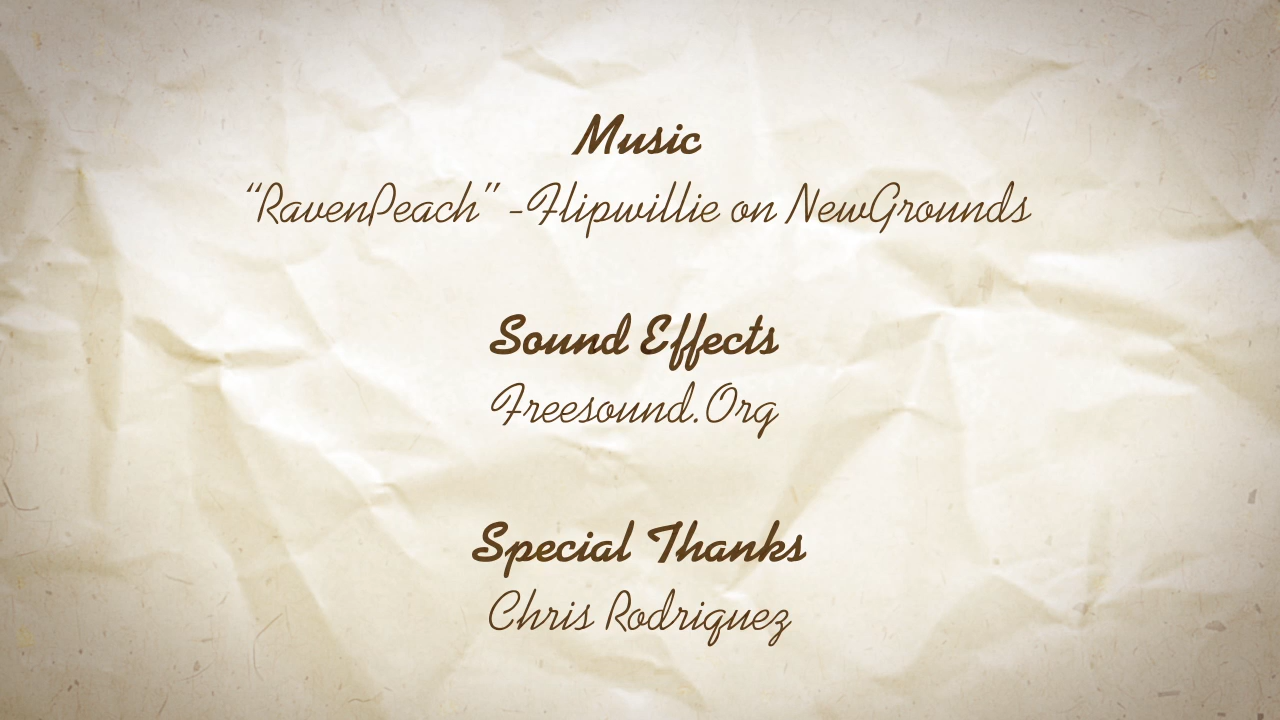 Music
“RavenPeach” -Flipwillie on NewGrounds
Sound Effects
Freesound.Org
Special Thanks
Chris Rodriquez